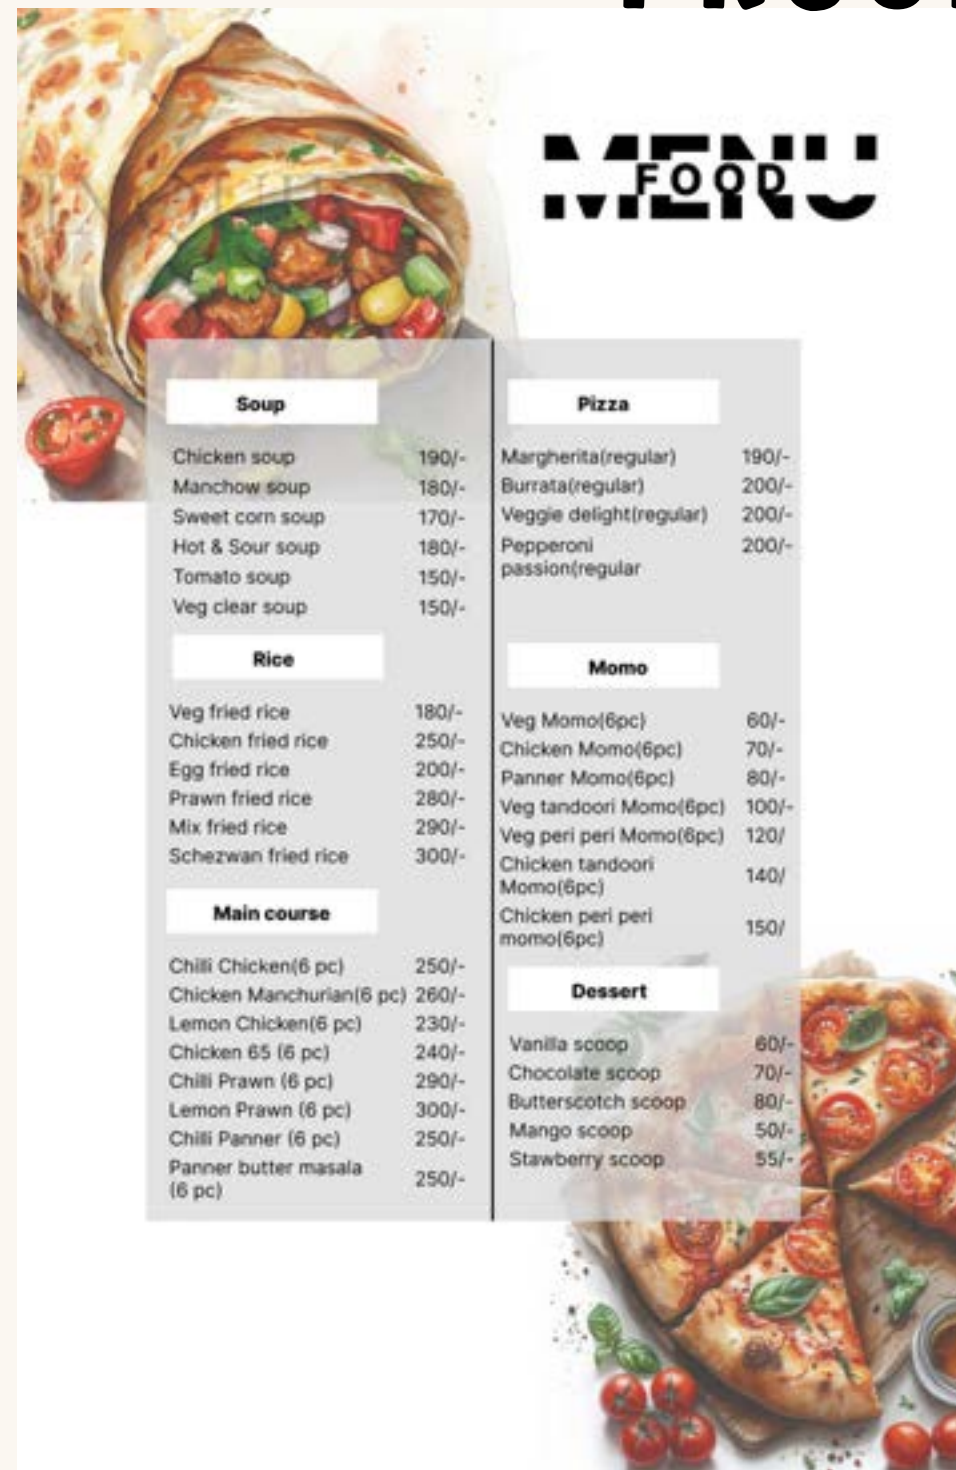 MENU
FOOD
Soup
Chicken soup 190/-
Manchow soup 180/-
Sweet corn soup 170/-
Hot & Sour soup 180/-
Tomato soup 150/-
Veg clear soup 150/-
Rice
Veg fried rice 180/-
Chicken fried rice 250/-
Egg fried rice 200/-
Prawn fried rice 280/-
Mix fried rice 290/-
Schezwan fried rice 300/-
Main course
Chilli Chicken(6 pc) 250/-
Chicken Manchurian(6 pc) 260/-
Lemon Chicken(6 pc) 230/-
Chicken 65 (6 pc) 240/-
Chilli Prawn (6 pc) 290/-
Lemon Prawn (6 pc) 300/-
Chilli Panner (6 pc) 250/-
Panner butter masala
(6 pc) 250/-
Pizza
Margherita(regular) 190/-
Burrata(regular) 200/-
Veggie delight(regular) 200/-
Pepperoni 200/-
passion(regular
Momo
Veg Momo(6pc) 60/-
Chicken Momo(6pc) 70/-
Panner Momo(6pc) 80/-
Veg tandoori Momo(6pc) 100/-
Veg peri peri Momo(6pc) 120/
Chicken tandoori
Momo(6pc) 140/
Chicken peri peri
momo(6pc) 150/
Dessert
Vanilla scoop 60/-
Chocolate scoop 70/-
Butterscotch scoop 80/-
Mango scoop 50/-
Stawberry scoop 55/-